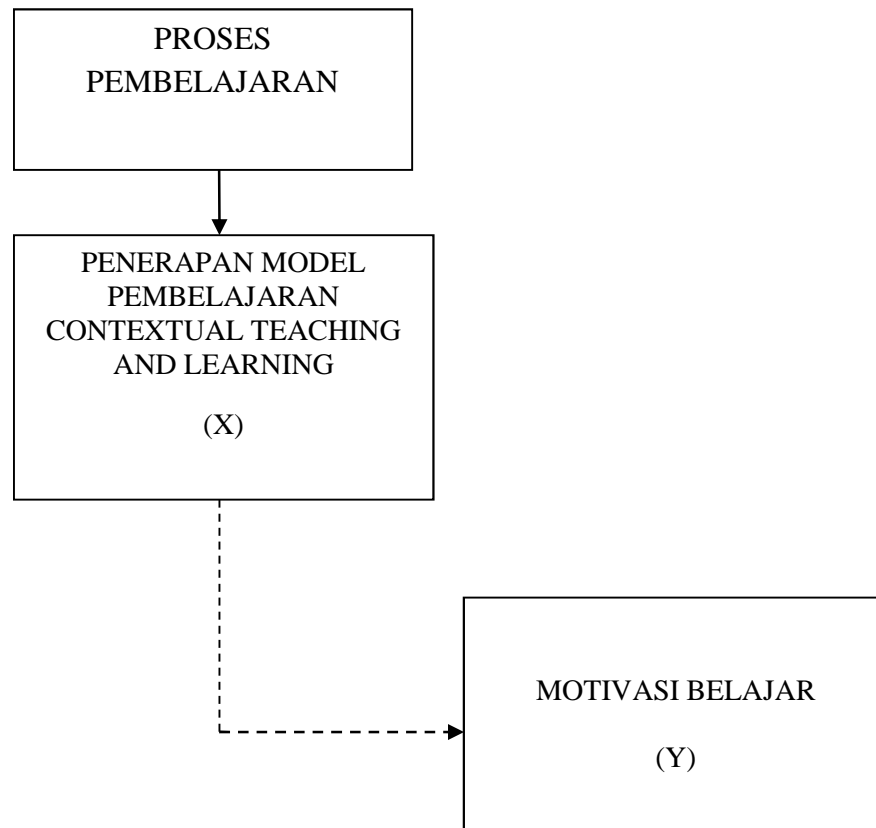 PROSES
PEMBELAJARAN
PENERAPAN MODEL
PEMBELAJARAN
CONTEXTUAL TEACHING
AND LEARNING
(X)
MOTIVASI BELAJAR
(Y)